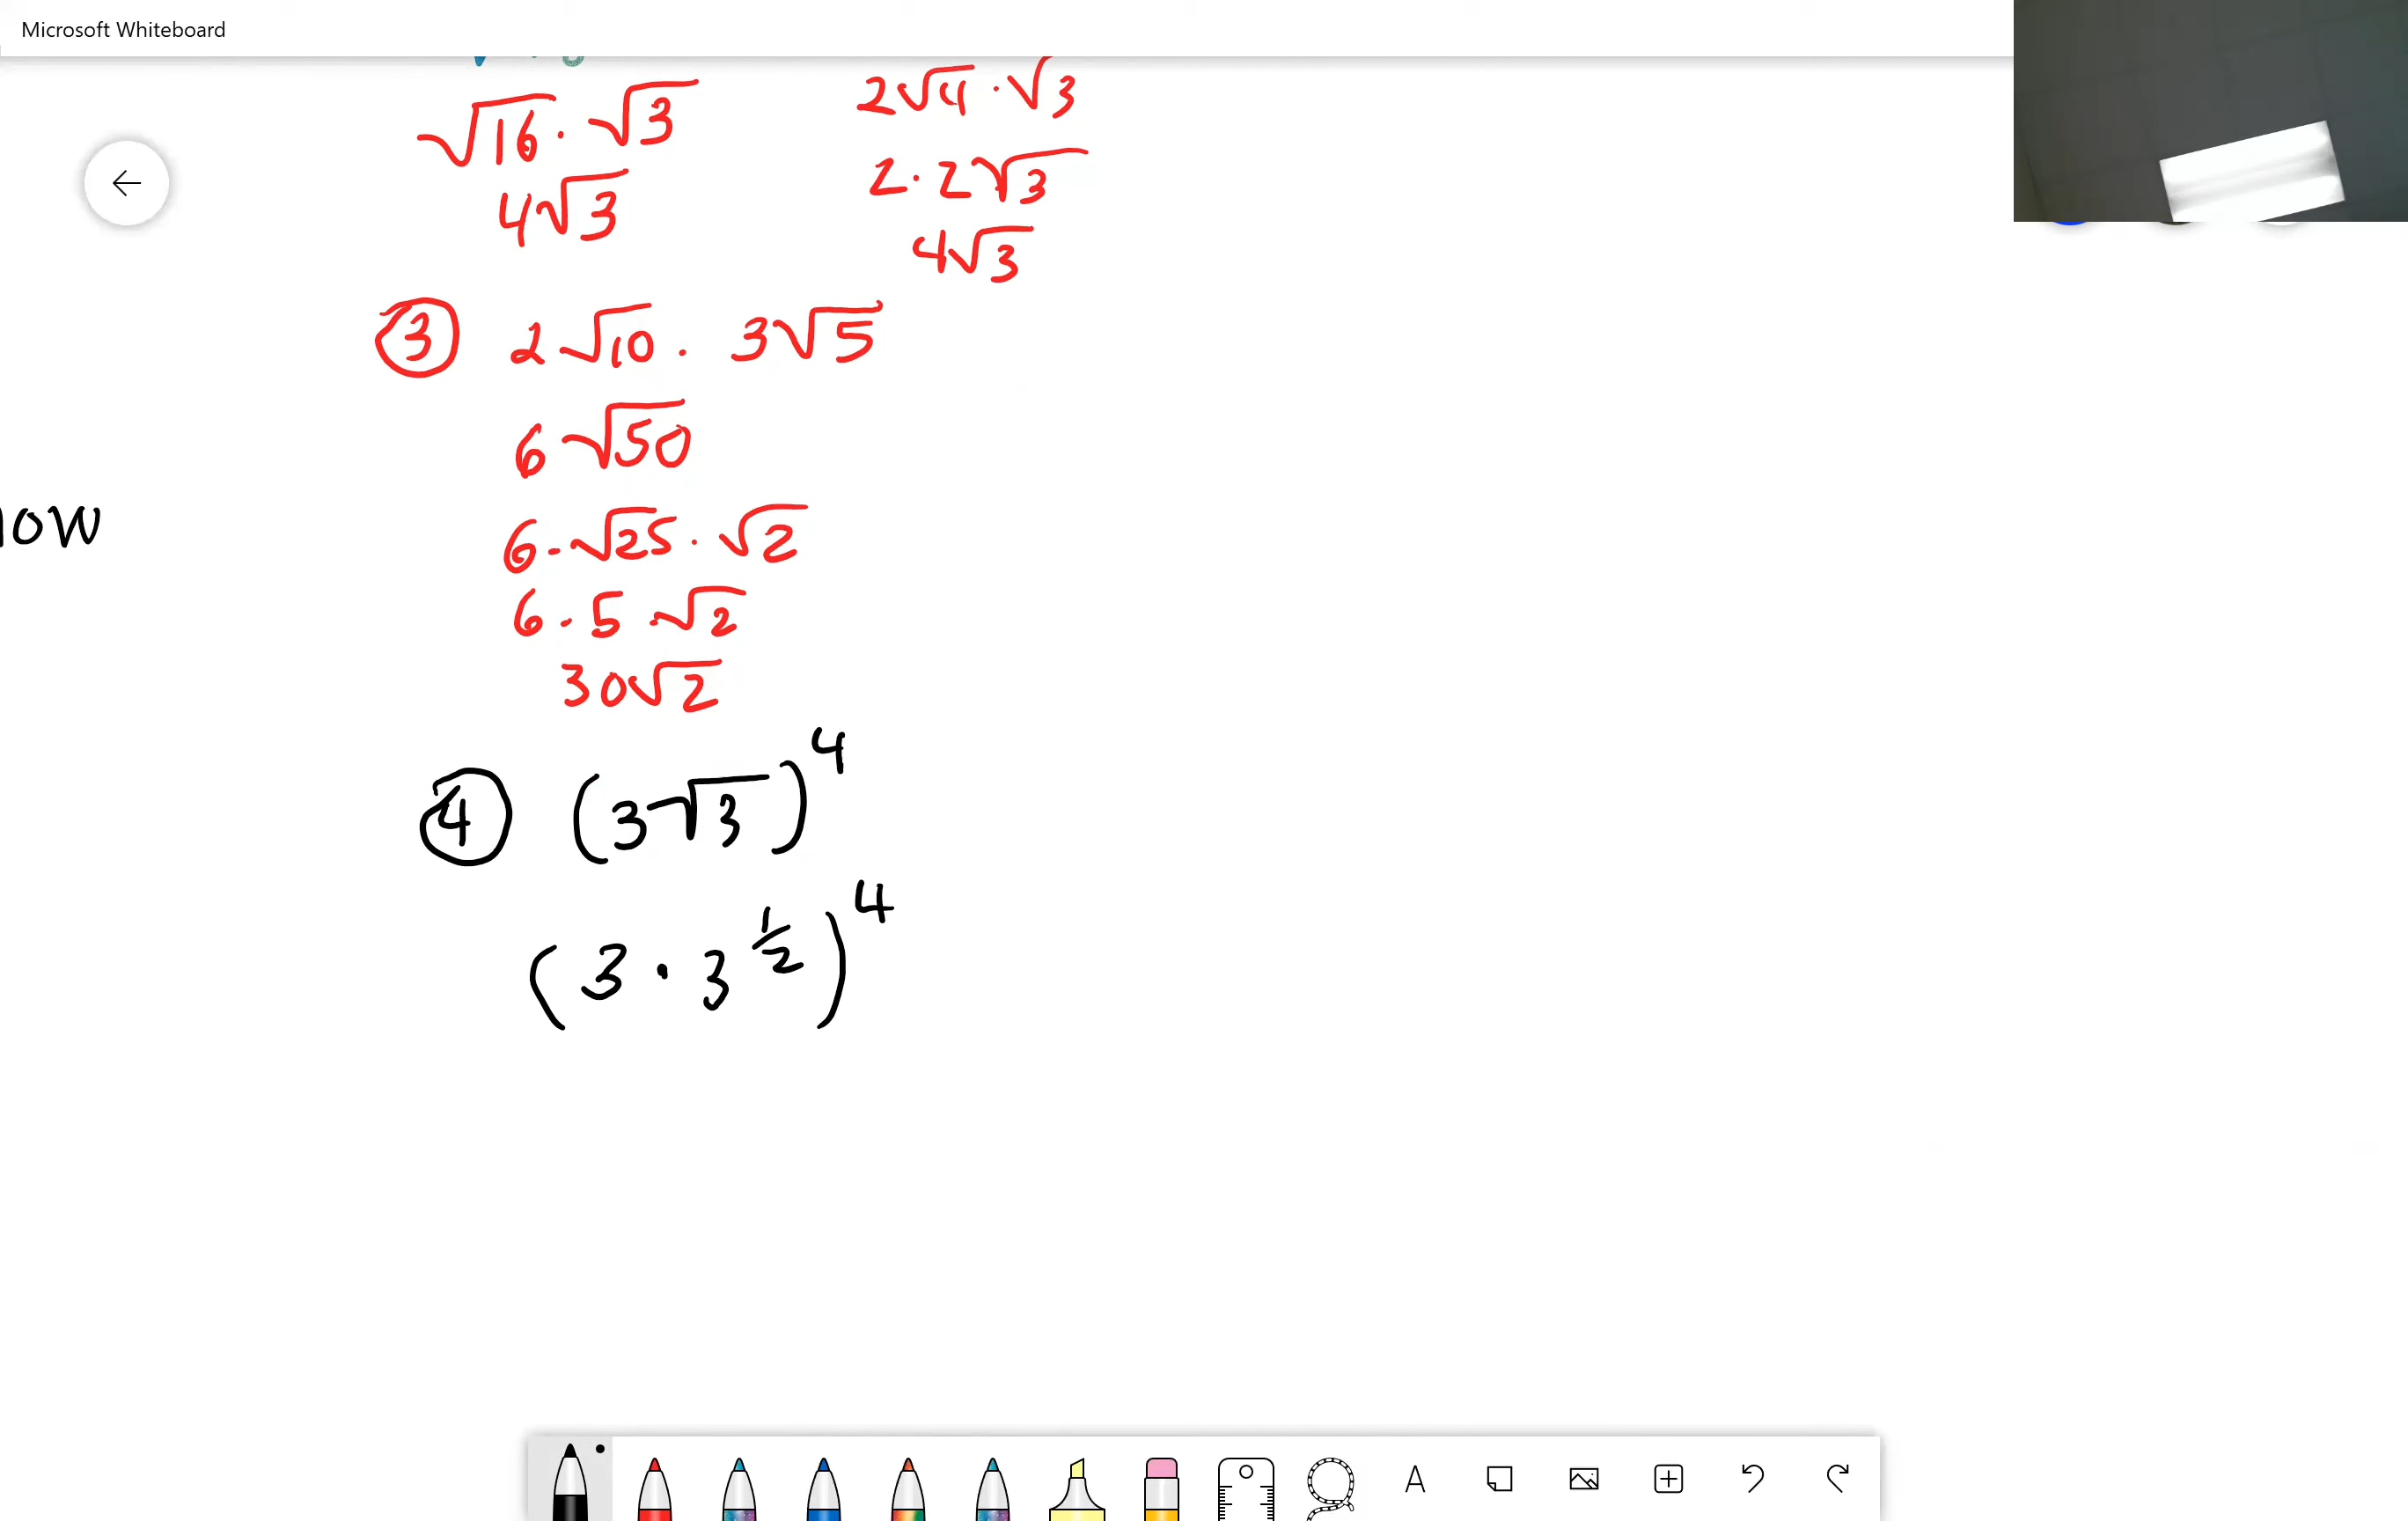 Microsoft Whiteboard
√16 · √3
4√3
2√4 · √3
2 · 2√3
4√3
③ 2√10 · 3√5
6√50
6 · √25 · √2
6 · 5 · √2
30√2
now
④ (3√3)⁴
(3 · 3^½)⁴
A